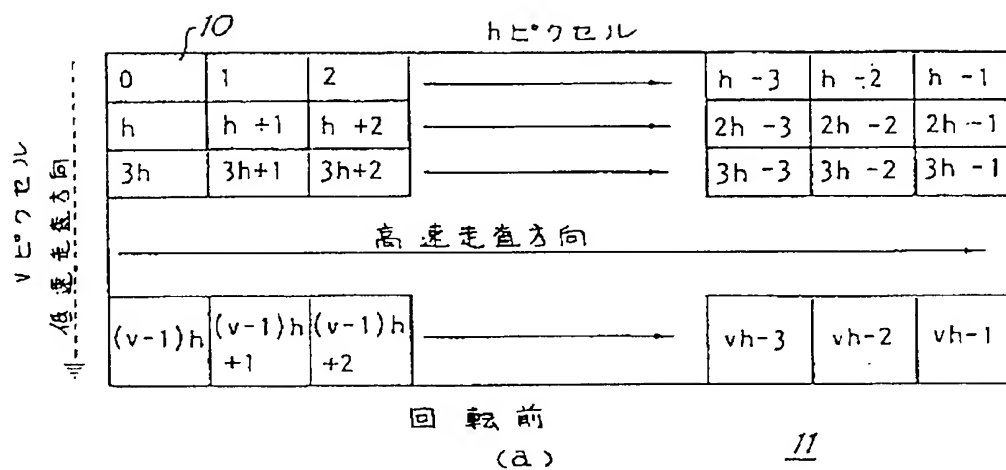 10
hピクセル
0 1 2 h-3 h-2 h-1
h h+1 h+2 2h-3 2h-2 2h-1
3h 3h+1 3h+2 3h-3 3h-2 3h-1
vピクセル
低速走査方向
高速走査方向
(v-1)h (v-1)h+1 (v-1)h+2 vh-3 vh-2 vh-1
回転前
(a)
11